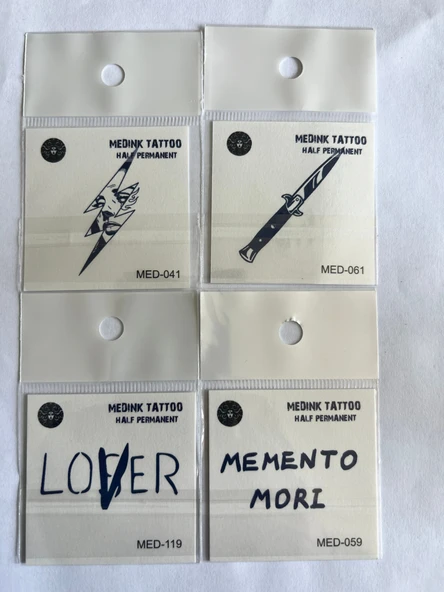 MEDINK TATTOO
HALF PERMANENT
MED-041
MEDINK TATTOO
HALF PERMANENT
MED-061
MEDINK TATTOO
HALF PERMANENT
LOVER
MED-119
MEDINK TATTOO
HALF PERMANENT
MEMENTO
MORI
MED-059